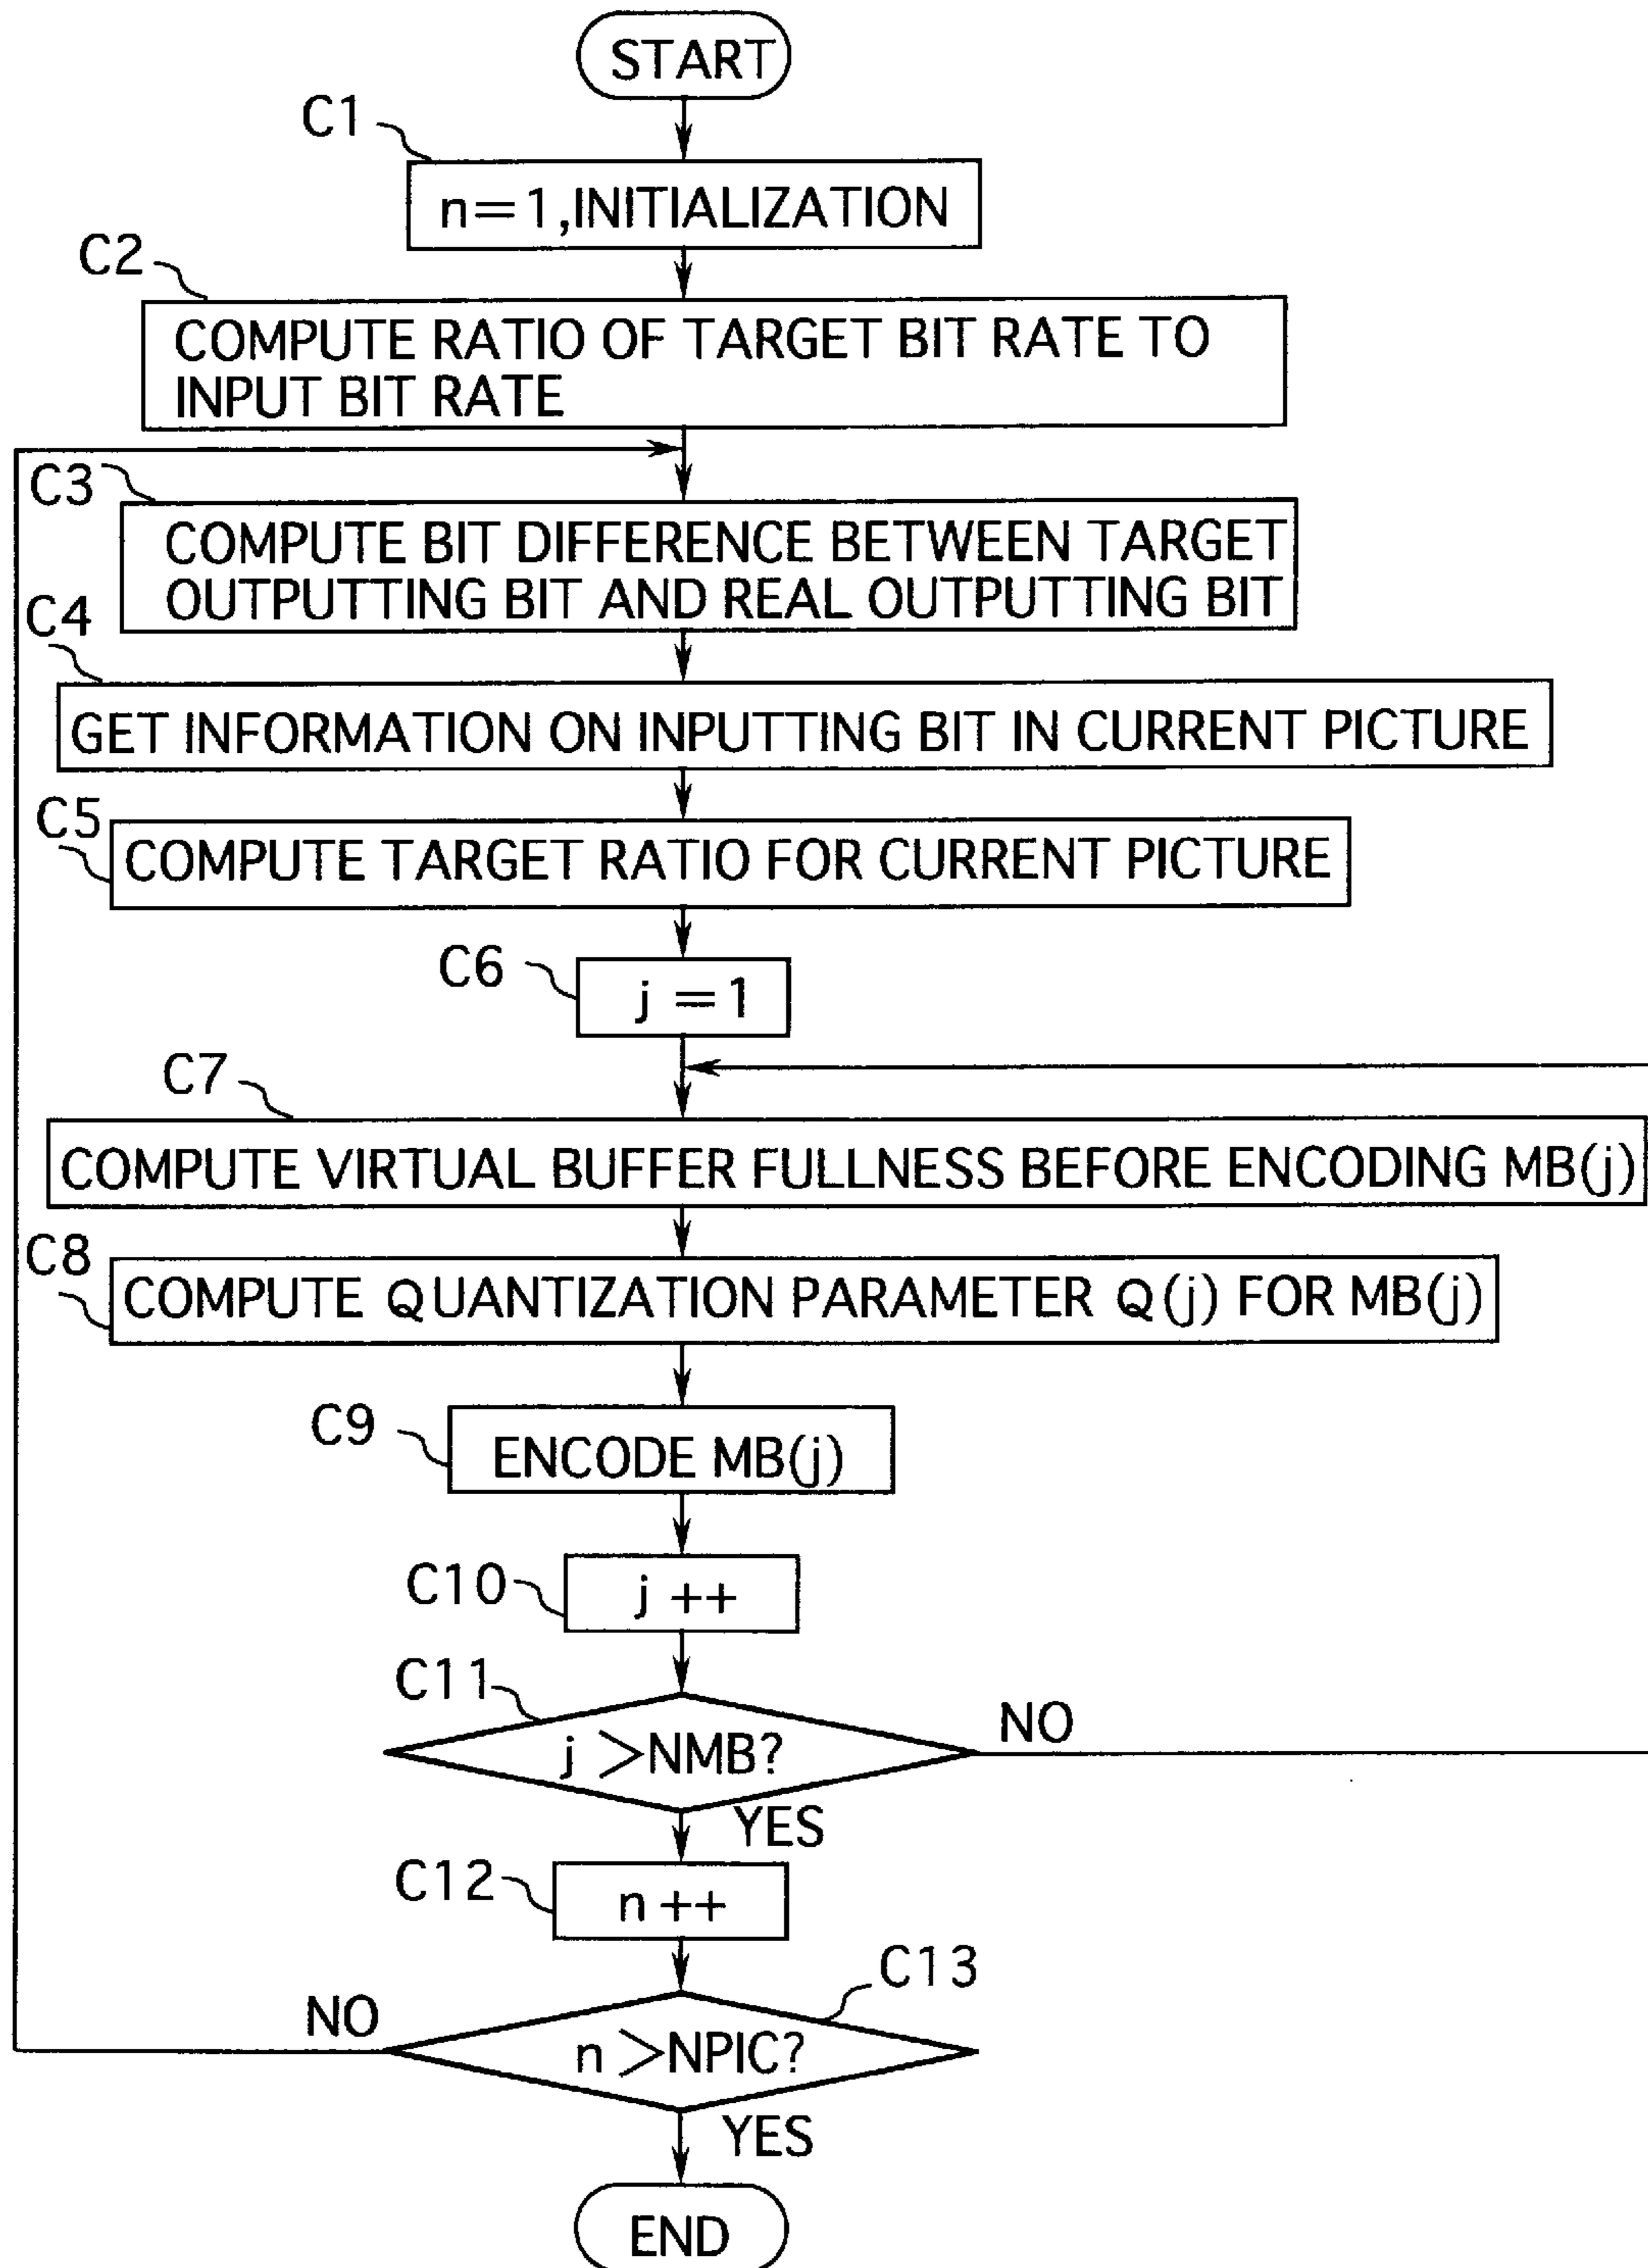 START
C1
n=1,INITIALIZATION
C2
COMPUTE RATIO OF TARGET BIT RATE TO
INPUT BIT RATE
C3
COMPUTE BIT DIFFERENCE BETWEEN TARGET
OUTPUTTING BIT AND REAL OUTPUTTING BIT
C4
GET INFORMATION ON INPUTTING BIT IN CURRENT PICTURE
C5
COMPUTE TARGET RATIO FOR CURRENT PICTURE
C6
j =1
C7
COMPUTE VIRTUAL BUFFER FULLNESS BEFORE ENCODING MB(j)
C8
COMPUTE QUANTIZATION PARAMETER Q(j) FOR MB(j)
C9
ENCODE MB(j)
C10
j ++
C11
j >NMB?
NO
YES
C12
n ++
C13
NO
n >NPIC?
YES
END